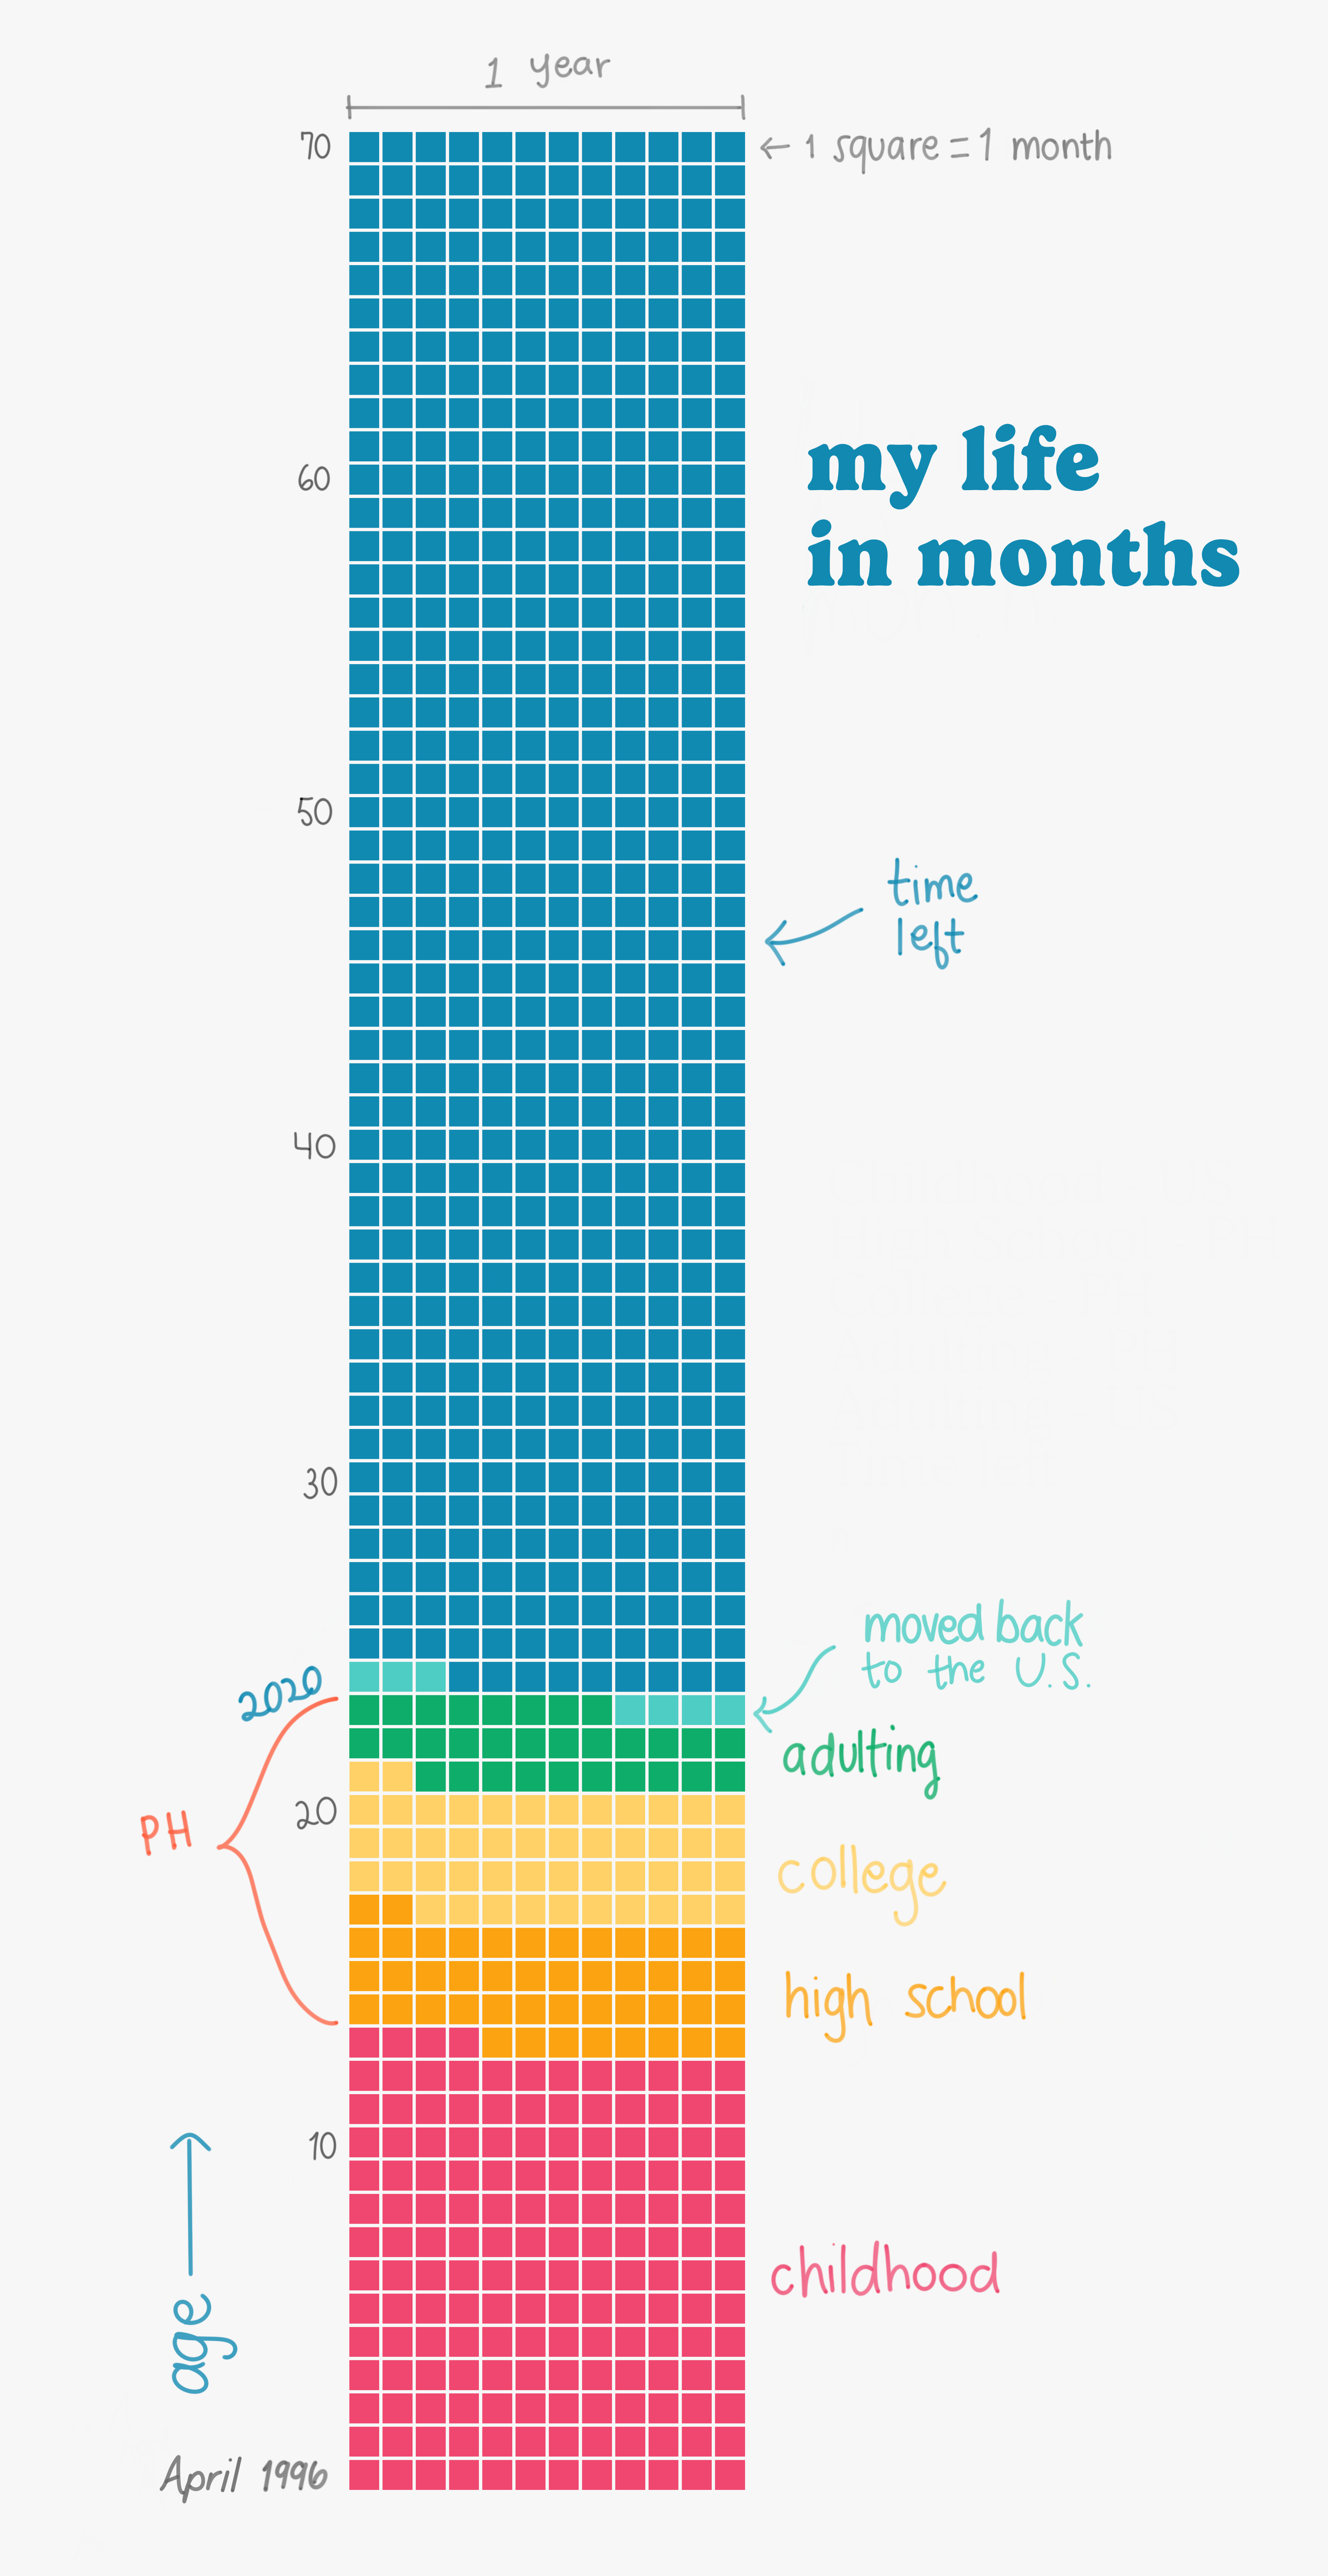 1 year
70
← 1 square = 1 month
60
my life
in months
50
time
left
40
30
moved back
to the U.S.
2020
adulting
20
PH
college
high school
10
childhood
age
April 1996